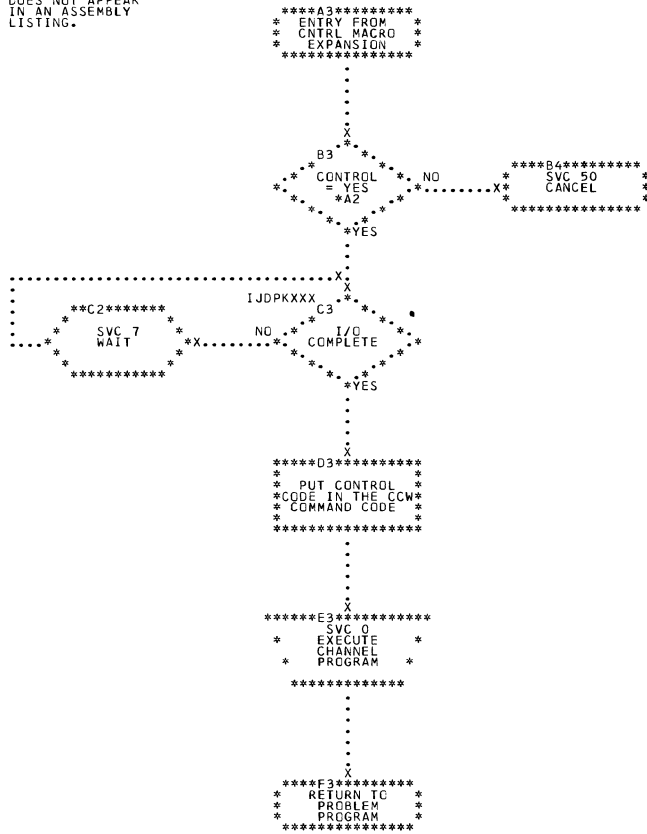 DOES NOT APPEAR
IN AN ASSEMBLY
LISTING.
****A3*********
* ENTRY FROM *
* CNTRL MACRO *
* EXPANSION *
***************
B3
CONTROL
= YES
*A2
NO
*YES
****B4*********
* SVC 50 *
* CANCEL *
***************
IJDPKXXX
C3
I/O
COMPLETE
NO
*YES
**C2*******
SVC 7
WAIT
***********
*****D3**********
* PUT CONTROL *
*CODE IN THE CCW*
* COMMAND CODE *
*****************
******E3***********
SVC 0
* EXECUTE *
CHANNEL
* PROGRAM *
*************
****F3*********
* RETURN TO *
* PROBLEM *
* PROGRAM *
***************